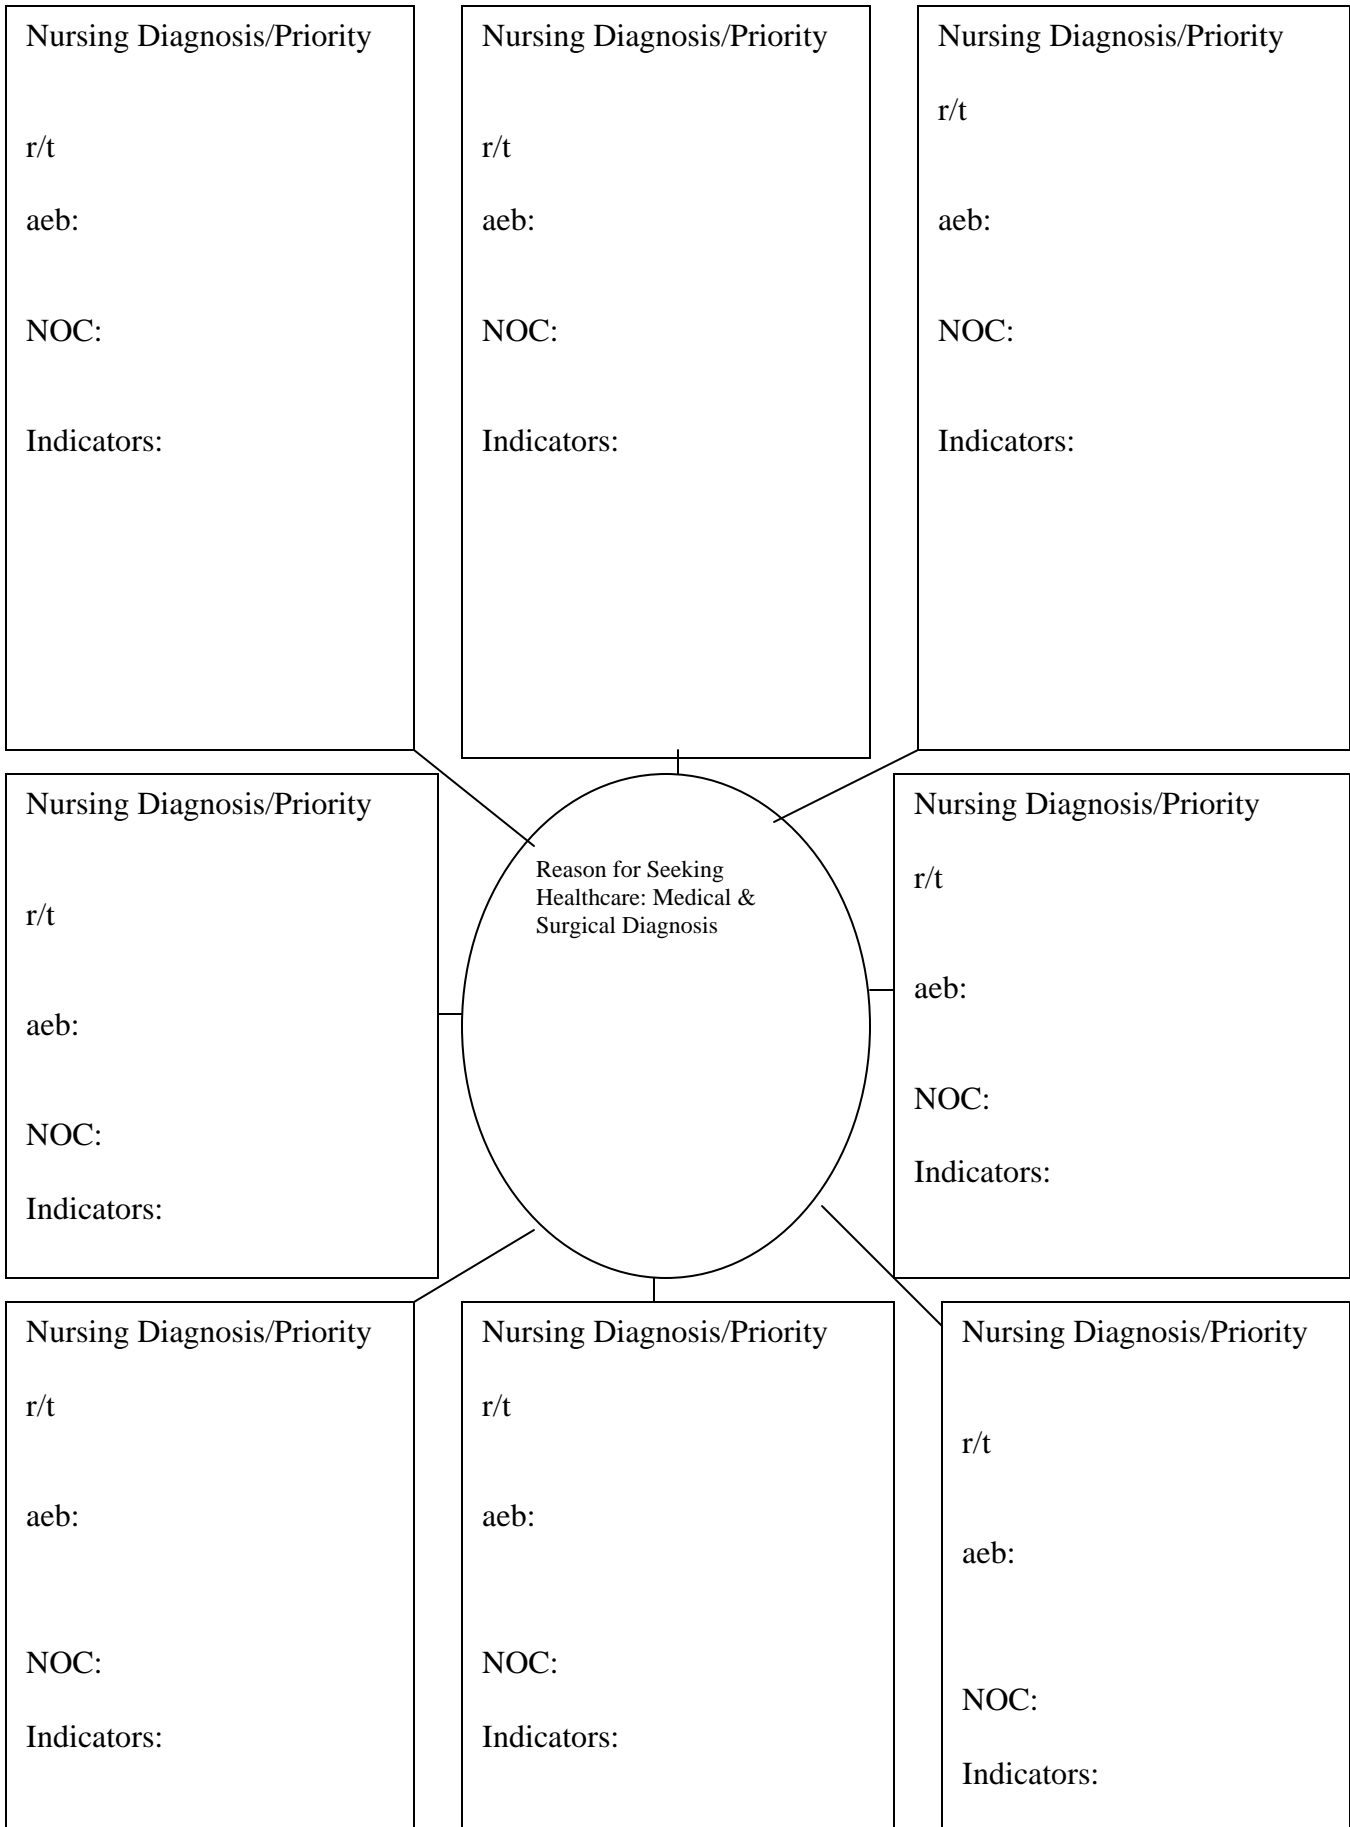 Nursing Diagnosis/Priority
r/t
aeb:
NOC:
Indicators:
Nursing Diagnosis/Priority
r/t
aeb:
NOC:
Indicators:
Nursing Diagnosis/Priority
r/t
aeb:
NOC:
Indicators:
Nursing Diagnosis/Priority
r/t
aeb:
NOC:
Indicators:
Reason for Seeking
Healthcare: Medical &
Surgical Diagnosis
Nursing Diagnosis/Priority
r/t
aeb:
NOC:
Indicators:
Nursing Diagnosis/Priority
r/t
aeb:
NOC:
Indicators:
Nursing Diagnosis/Priority
r/t
aeb:
NOC:
Indicators:
Nursing Diagnosis/Priority
r/t
aeb:
NOC:
Indicators: